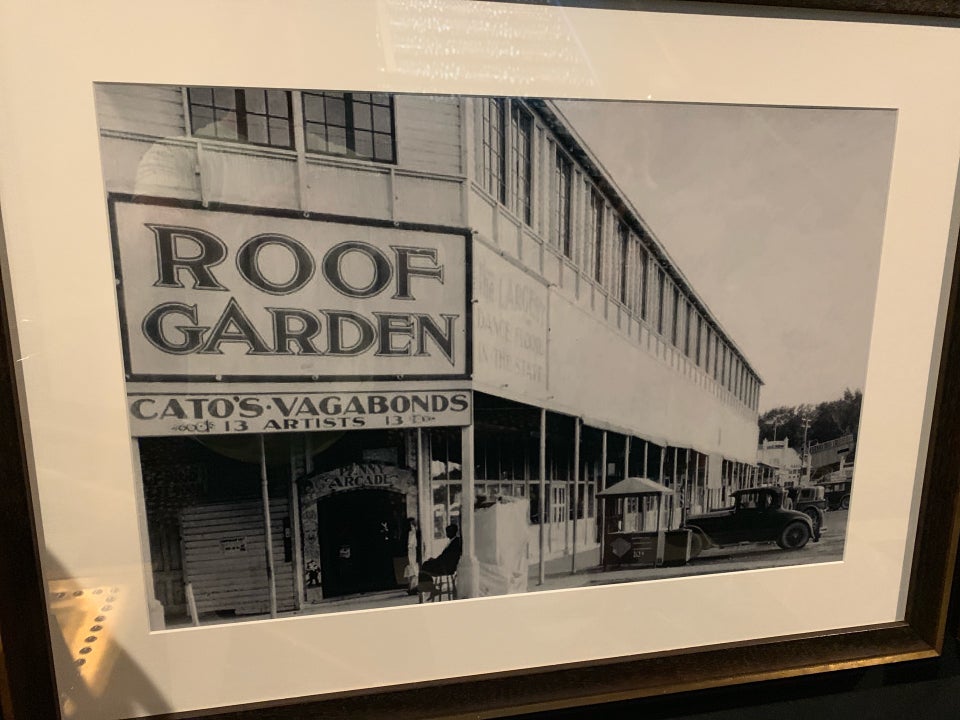 ROOF
GARDEN
CATO'S · VAGABONDS
13 ARTISTS 13
The LARGEST
DANCE FLOOR
IN THE STATE
PENNY
ARCADE